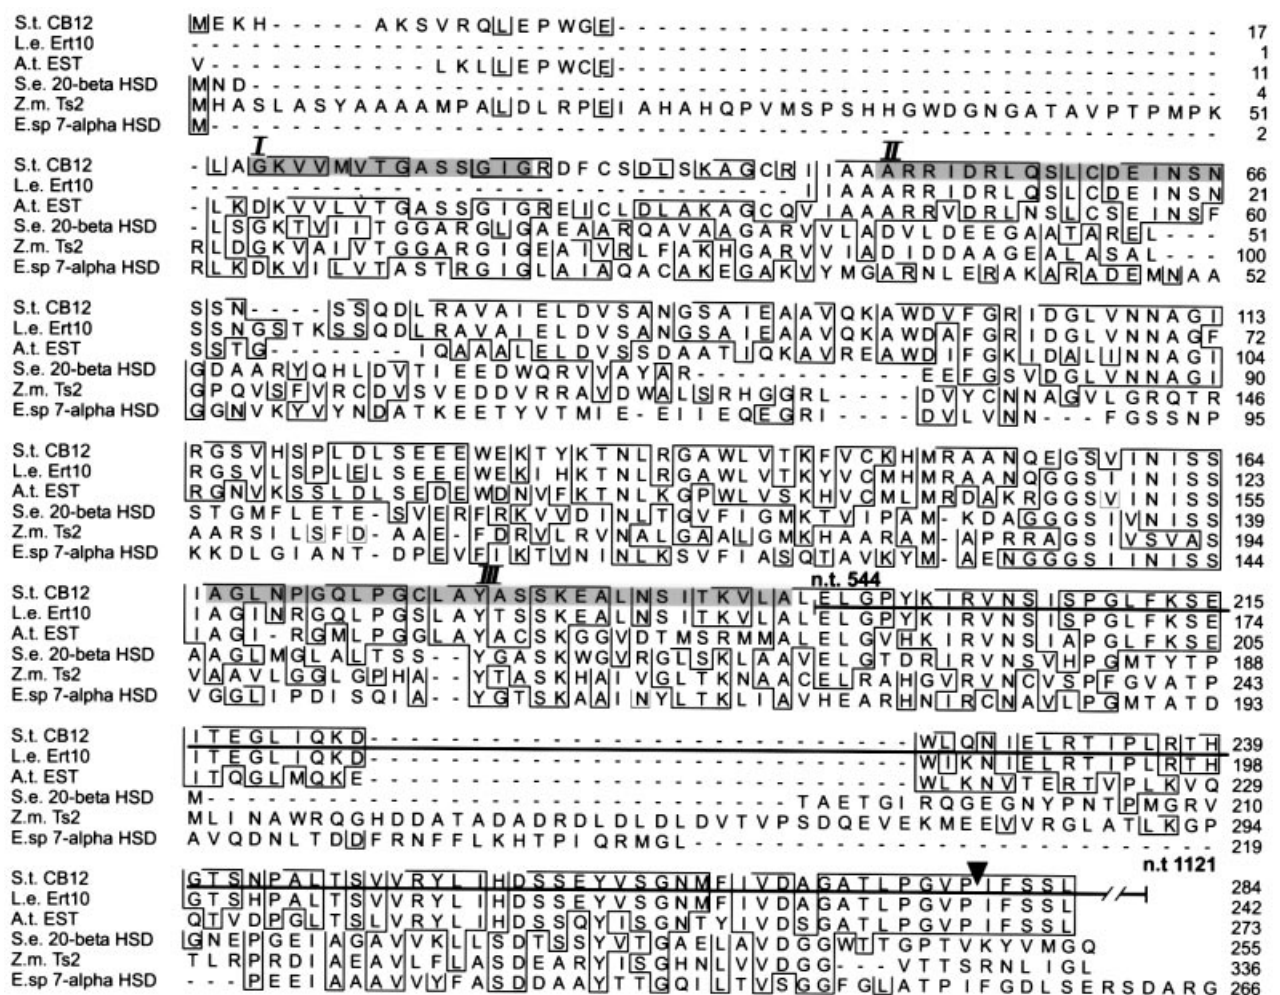 S.t. CB12 MEKH-----AKSVRQLEPWGE------------------------------ 17
L.e. Ert10 --------------------------------------------------- 1
A.t. EST V-----------LKLLEPWCE------------------------------ 11
S.e. 20-beta HSD MND------------------------------------------------ 4
Z.m. Ts2 MHASLASYAAAAMPALDLRPEIAHAHQPVMSPSHHGWDGNGATAVPTPMPK 51
E.sp 7-alpha HSD M-------------------------------------------------- 2
I II
S.t. CB12 -LAGKVVMVTGASSGIGRDFCSDLSKAGCRIIAAARRIDRLQSLCDEINSN 66
L.e. Ert10 ------------------------------IIAAARRIDRLQSLCDEINSN 21
A.t. EST -LKDKVVLVTGASSGIGREICLDLAKAGCQVIAAARRVDRLNSLCSEINSF 60
S.e. 20-beta HSD -LSGKTVIITGGARGLGAEAARQAVAAGARVVLADVLDEEGAATAREL--- 51
Z.m. Ts2 RLDGKVAIVTGGARGIGEAIVRLFAKHGARVVIADIDDAAGEALASAL--- 100
E.sp 7-alpha HSD RLKDKVILVTASTRGIGLAIAQACAKEGAKVYMGARNLERAKARADEMNAA 52
S.t. CB12 SSN----SSQDLRAVAIELDVSANGSAIEAAVQKAWDVFGRIDGLVNNAGI 113
L.e. Ert10 SSNGSTKSSQDLRAVAIELDVSANGSAIEAAVQKAWDAFGRIDGLVNNAGF 72
A.t. EST SSTG-------IQAAALELDVSSDAATIQKAVREAWDIFGKIDALINNAGI 104
S.e. 20-beta HSD GDAARYQHLDVTIEEDWQRVVAYAR------------EEFGSVDGLVNNAGI 90
Z.m. Ts2 GPQVSFVRCDVSVEDDVRRAVDWALSRHGGRL----DVYCNNAGVLGRQTR 146
E.sp 7-alpha HSD GGNVKYVYNDATKEETYVTMIE-EIIEQEGRI----DVLVNN---FGSSNP 95
S.t. CB12 RGSVHSPLDLSEEEWEKTYKTNLRGAWLVTKFVCKHMRAANQEGSVINISS 164
L.e. Ert10 RGSVLSPLELSEEEWEKIHKTNLRGAWLVTKYVCMHMRAANQGGSIINISS 123
A.t. EST RGNVKSSLDLSEDEWDNVFKTNLKGPWLVSKHVCMLMRDAKRGGSVINISS 155
S.e. 20-beta HSD STGMFLETE-SVERFRKVVDINLTGVFIGMKTVIPAM-KDAGGGSIVNISS 139
Z.m. Ts2 AARSILSFD-AAE-FDRVLRVNALGAALGMKHAARAM-APRRAGSIVSVAS 194
E.sp 7-alpha HSD KKDLGIANT-DPEVFIKTVNINLKSVFIASQTAVKYM-AENGGGSIINISS 144
III n.t. 544
S.t. CB12 IAGLNPGQLPGCLAYASSKEALNSITKVLALELGPYKIRVNSISPGLFKSE 215
L.e. Ert10 IAGINRGQLPGSLAYTSSKEALNSITKVLALELGPYKIRVNSISPGLFKSE 174
A.t. EST IAGI-RGMLPGGLAYACSKGGVDTMSRMMALELGVHKIRVNSIAPGLFKSE 205
S.e. 20-beta HSD AAGLMGLALTSS--YGASKWGVRGLSKLAAVELGTDRIRVNSVHPGMTYTP 188
Z.m. Ts2 VAAVLGGLGPHA--YTASKHAIVGLTKNAACELRAHGVRVNCVSPFGVATP 243
E.sp 7-alpha HSD VGGLIPDISQIA--YGTSKAAINYLTKLIAVHEARHNIRCNAVLPGMTATD 193
S.t. CB12 ITEGLIQKD------------------------------WLQNIELRTIPLRTH 239
L.e. Ert10 ITEGLIQKD------------------------------WIKNIELRTIPLRTH 198
A.t. EST ITQGLMQKE------------------------------WLKNVTERTVPLKVQ 229
S.e. 20-beta HSD M----------------------------TAETGIRQGEGNYPNTPMGRV 210
Z.m. Ts2 MLINAWRQGHDDATADADRDLDLDLDVTVPSDQEVEKMEEVVRGLATLKGP 294
E.sp 7-alpha HSD AVQDNLTDDFRNFFLKHTPIQRMGL-------------------------- 219
n.t 1121
S.t. CB12 GTSNPALTSVVRYLIHDSSEYVSGNMFIVDAGATLPGVPIFSSL 284
L.e. Ert10 GTSHPALTSVVRYLIHDSSEYVSGNMFIVDAGATLPGVPIFSSL 242
A.t. EST QTVDPGLTSLVRYLIHDSSQYISGNTYIVDSGATLPGVPIFSSL 273
S.e. 20-beta HSD GNEPGEIAGAVVKLLSDTSSYVTGAELAVDGGWTTGPTVKYVMGQ 255
Z.m. Ts2 TLRPRDIAEAVLFLASDEARYISGHNLVVDGG---VTTSRNLIGL 336
E.sp 7-alpha HSD ---PEEIAAAVVYFASDDAAYTTGQILTVSGGFGLATPIFGDLSERSDARG 266